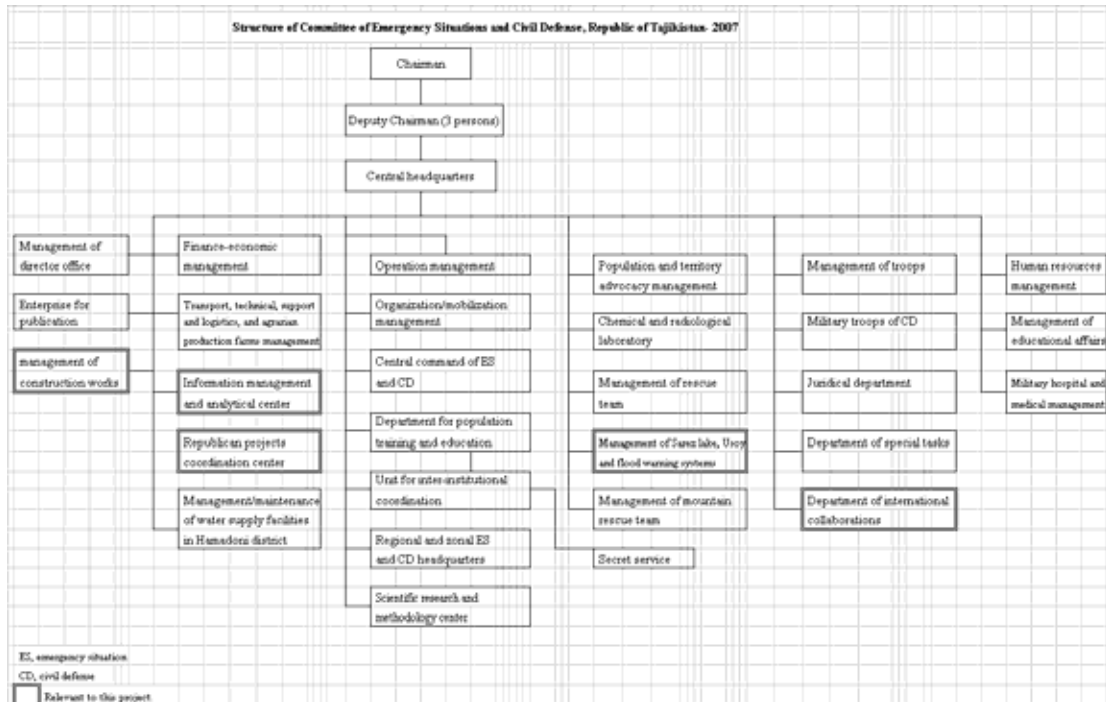 Structure of Committee of Emergency Situations and Civil Defense, Republic of Tajikistan- 2007
Chairman
Deputy Chairman (3 persons)
Central headquarters
Management of
director office
Enterprise for
publication
management of
construction works
Finance-economic
management
Transport, technical, support
and logistics, and agrarian
production farms management
Information management
and analytical center
Republican projects
coordination center
Management/maintenance
of water supply facilities
in Hamadoni district
Operation management
Organization/mobilization
management
Central command of ES
and CD
Department for population
training and education
Unit for inter-institutional
coordination
Regional and zonal ES
and CD headquarters
Scientific research and
methodology center
Population and territory
advocacy management
Chemical and radiological
laboratory
Management of rescue
team
Management of Sarez lake, Usoy
and flood warning systems
Management of mountain
rescue team
Secret service
Management of troops
Military troops of CD
Juridical department
Department of special tasks
Department of international
collaborations
Human resources
management
Management of
educational affairs
Military hospital and
medical management
ES, emergency situation
CD, civil defense
Relevant to this project.